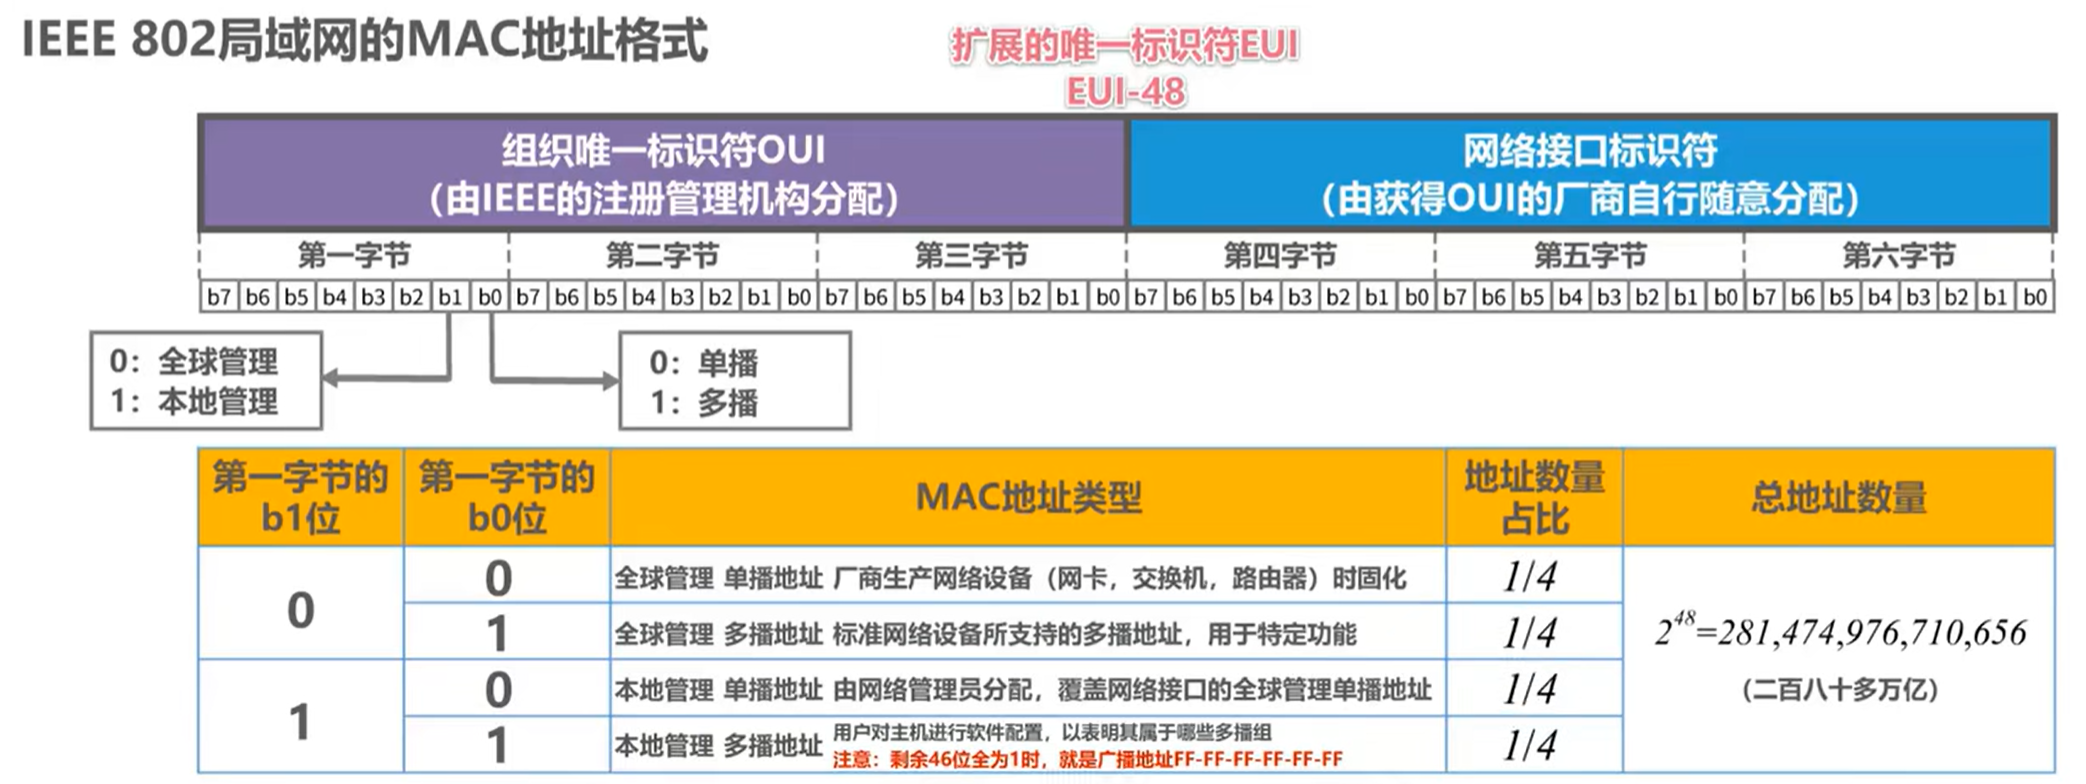 IEEE 802局域网的MAC地址格式
扩展的唯一标识符EUI
EUI-48
组织唯一标识符OUI
（由IEEE的注册管理机构分配）
网络接口标识符
（由获得OUI的厂商自行随意分配）
第一字节 第二字节 第三字节 第四字节 第五字节 第六字节
b7 b6 b5 b4 b3 b2 b1 b0 b7 b6 b5 b4 b3 b2 b1 b0 b7 b6 b5 b4 b3 b2 b1 b0 b7 b6 b5 b4 b3 b2 b1 b0 b7 b6 b5 b4 b3 b2 b1 b0 b7 b6 b5 b4 b3 b2 b1 b0
0：全球管理
1：本地管理
0：单播
1：多播
第一字节的
b1位
第一字节的
b0位
MAC地址类型
地址数量
占比
总地址数量
0
0
全球管理 单播地址 厂商生产网络设备（网卡，交换机，路由器）时固化
1/4
1
全球管理 多播地址 标准网络设备所支持的多播地址，用于特定功能
1/4
1
0
本地管理 单播地址 由网络管理员分配，覆盖网络接口的全球管理单播地址
1/4
1
本地管理 多播地址
用户对主机进行软件配置，以表明其属于哪些多播组
注意：剩余46位全为1时，就是广播地址FF-FF-FF-FF-FF-FF
1/4
2^48=281,474,976,710,656
（二百八十多万亿）